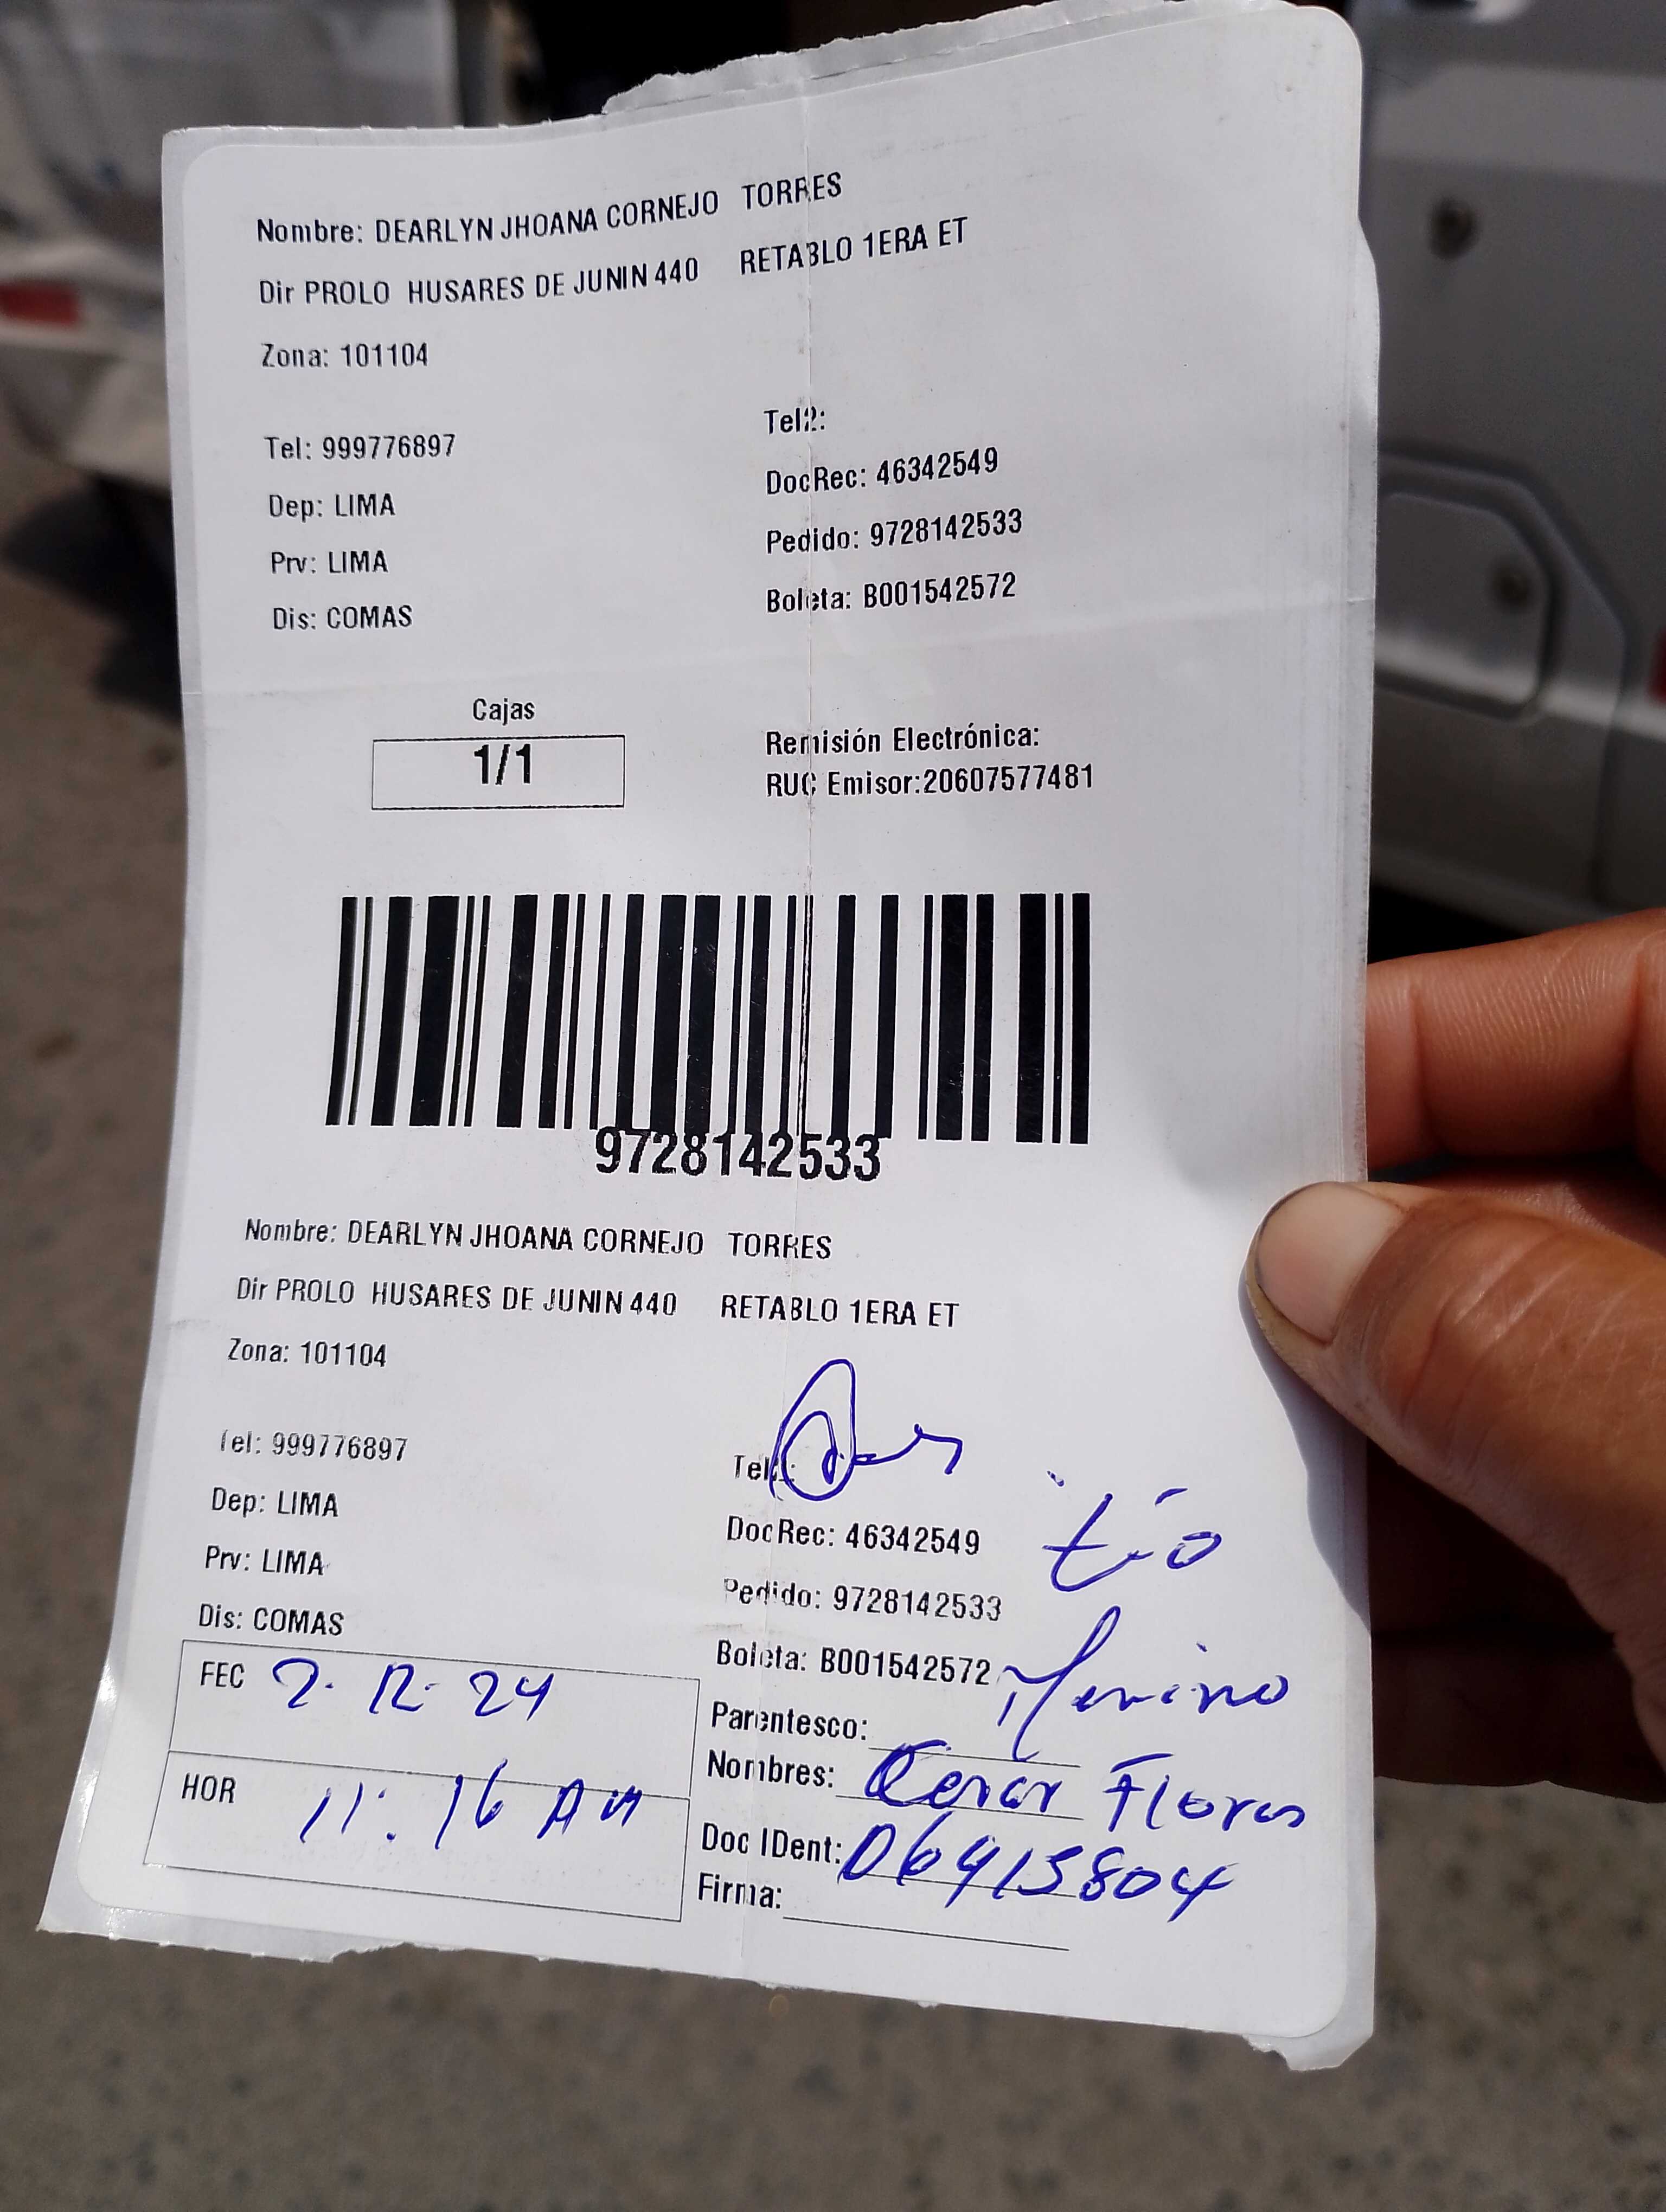 Nombre: DEARLYN JHOANA CORNEJO TORRES
Dir PROLO HUSARES DE JUNIN 440 RETABLO 1ERA ET
Zona: 101104
Tel: 999776897
Tel2:
Dep: LIMA
DocRec: 46342549
Prv: LIMA
Pedido: 9728142533
Dis: COMAS
Boleta: B001542572
Cajas
1/1
Remisión Electrónica:
RUC Emisor:20607577481
9728142533
Nombre: DEARLYN JHOANA CORNEJO TORRES
Dir PROLO HUSARES DE JUNIN 440 RETABLO 1ERA ET
Zona: 101104
Tel: 999776897
Dep: LIMA
DocRec: 46342549
tío
Prv: LIMA
Pedido: 9728142533
Dis: COMAS
Boleta: B001542572
FEC 2. 12. 24
Parentesco:
Nombres: Cesar Flores
HOR 11:16 AM
Doc IDent: 06915804
Firma: